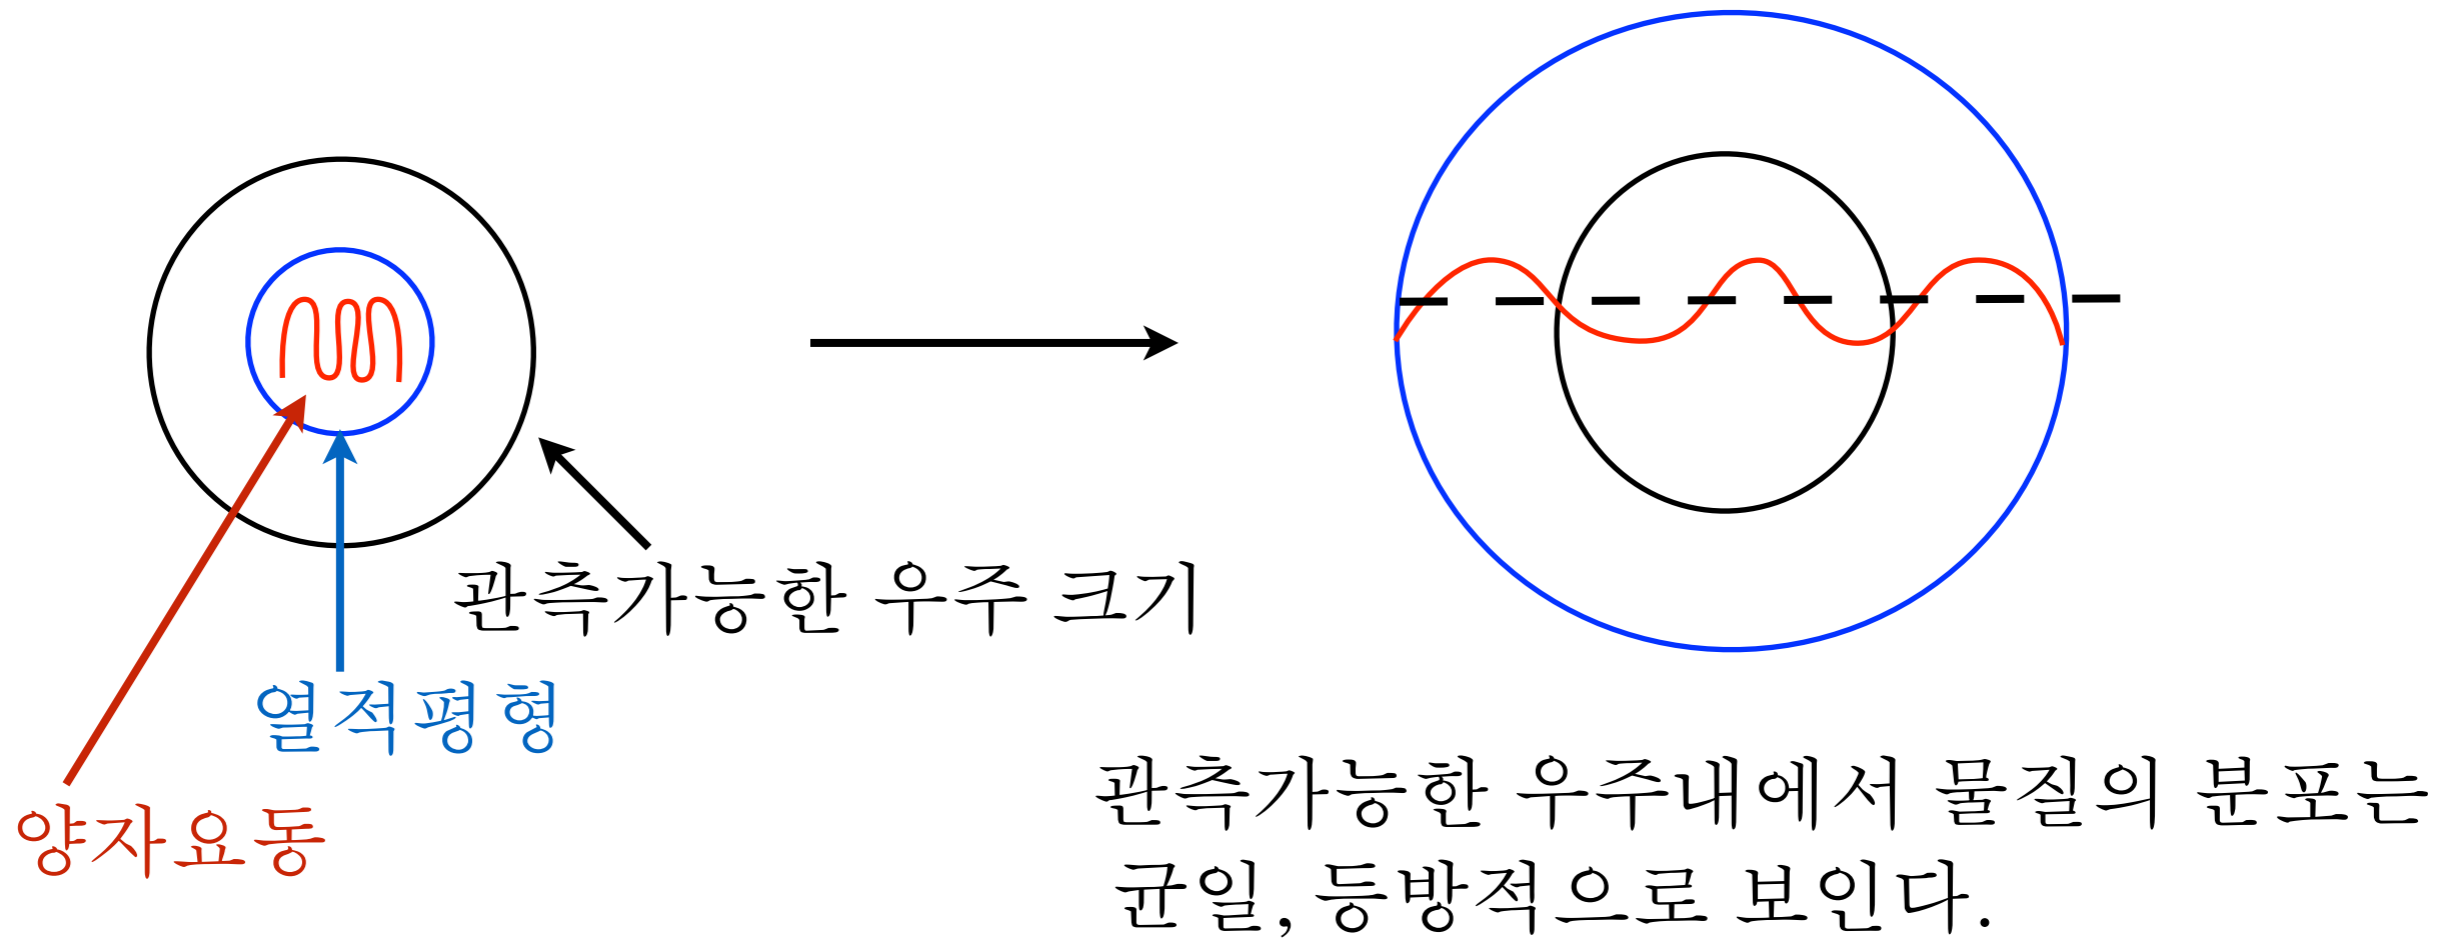 관측가능한 우주 크기
열적평형
양자요동
관측가능한 우주내에서 물질의 분포는
균일, 등방적으로 보인다.